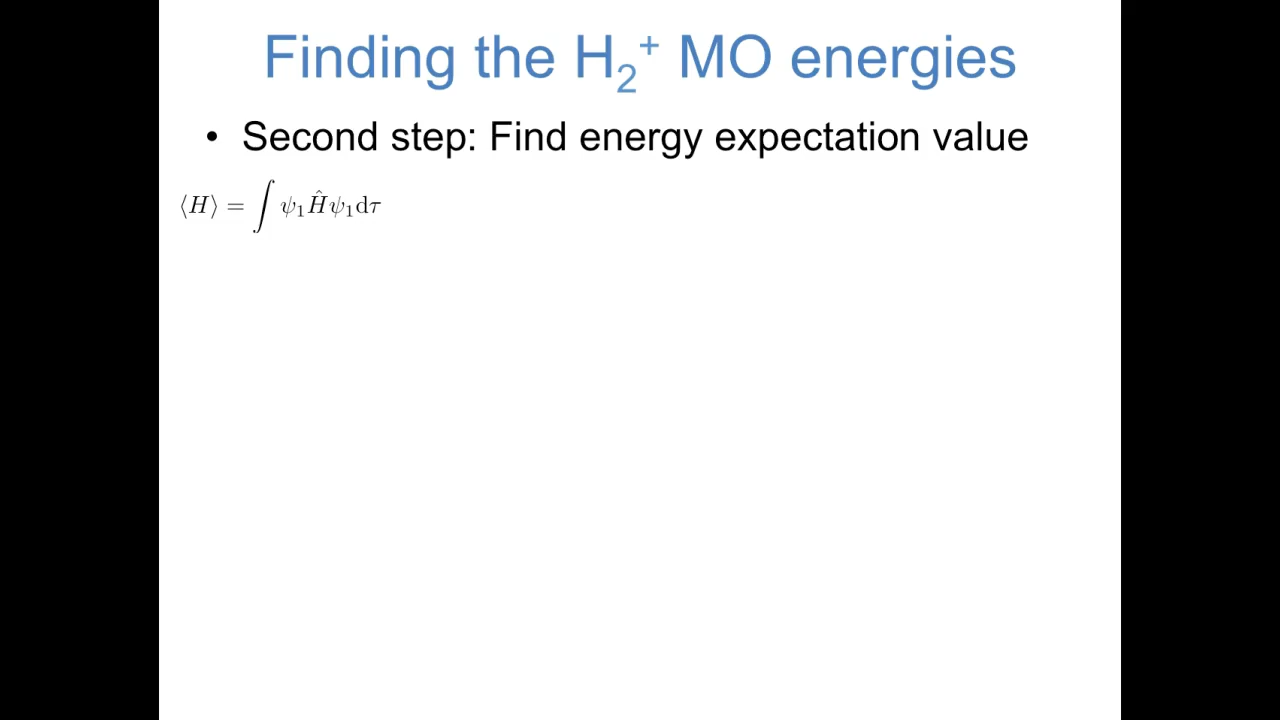 Finding the H₂⁺ MO energies
• Second step: Find energy expectation value
⟨H⟩ = ∫ ψ₁Ĥψ₁dτ